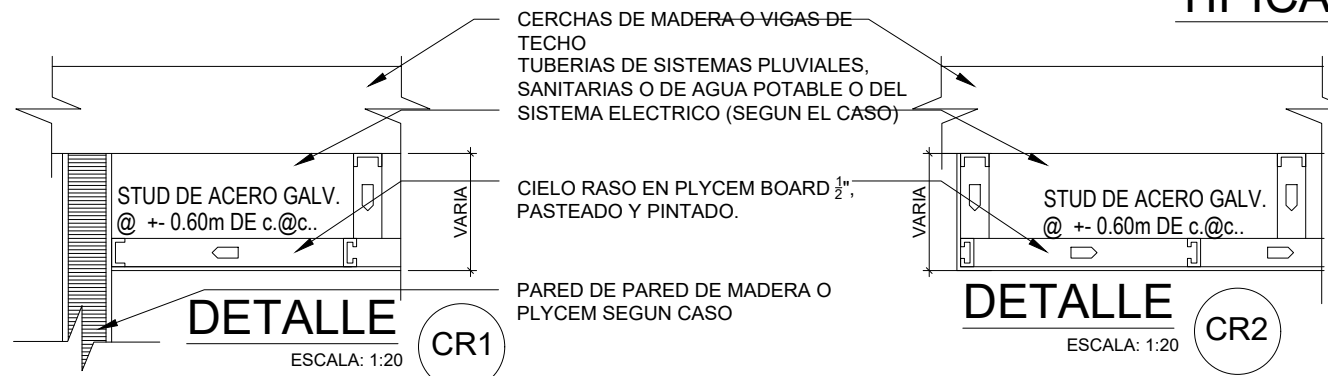 CERCHAS DE MADERA O VIGAS DE
TECHO
TUBERIAS DE SISTEMAS PLUVIALES,
SANITARIAS O DE AGUA POTABLE O DEL
SISTEMA ELECTRICO (SEGUN EL CASO)
STUD DE ACERO GALV.
@ +- 0.60m DE c.@c..
VARIA
CIELO RASO EN PLYCEM BOARD ½",
PASTEADO Y PINTADO.
PARED DE PARED DE MADERA O
PLYCEM SEGUN CASO
DETALLE
ESCALA: 1:20
CR1
VARIA
STUD DE ACERO GALV.
@ +- 0.60m DE c.@c..
DETALLE
ESCALA: 1:20
CR2